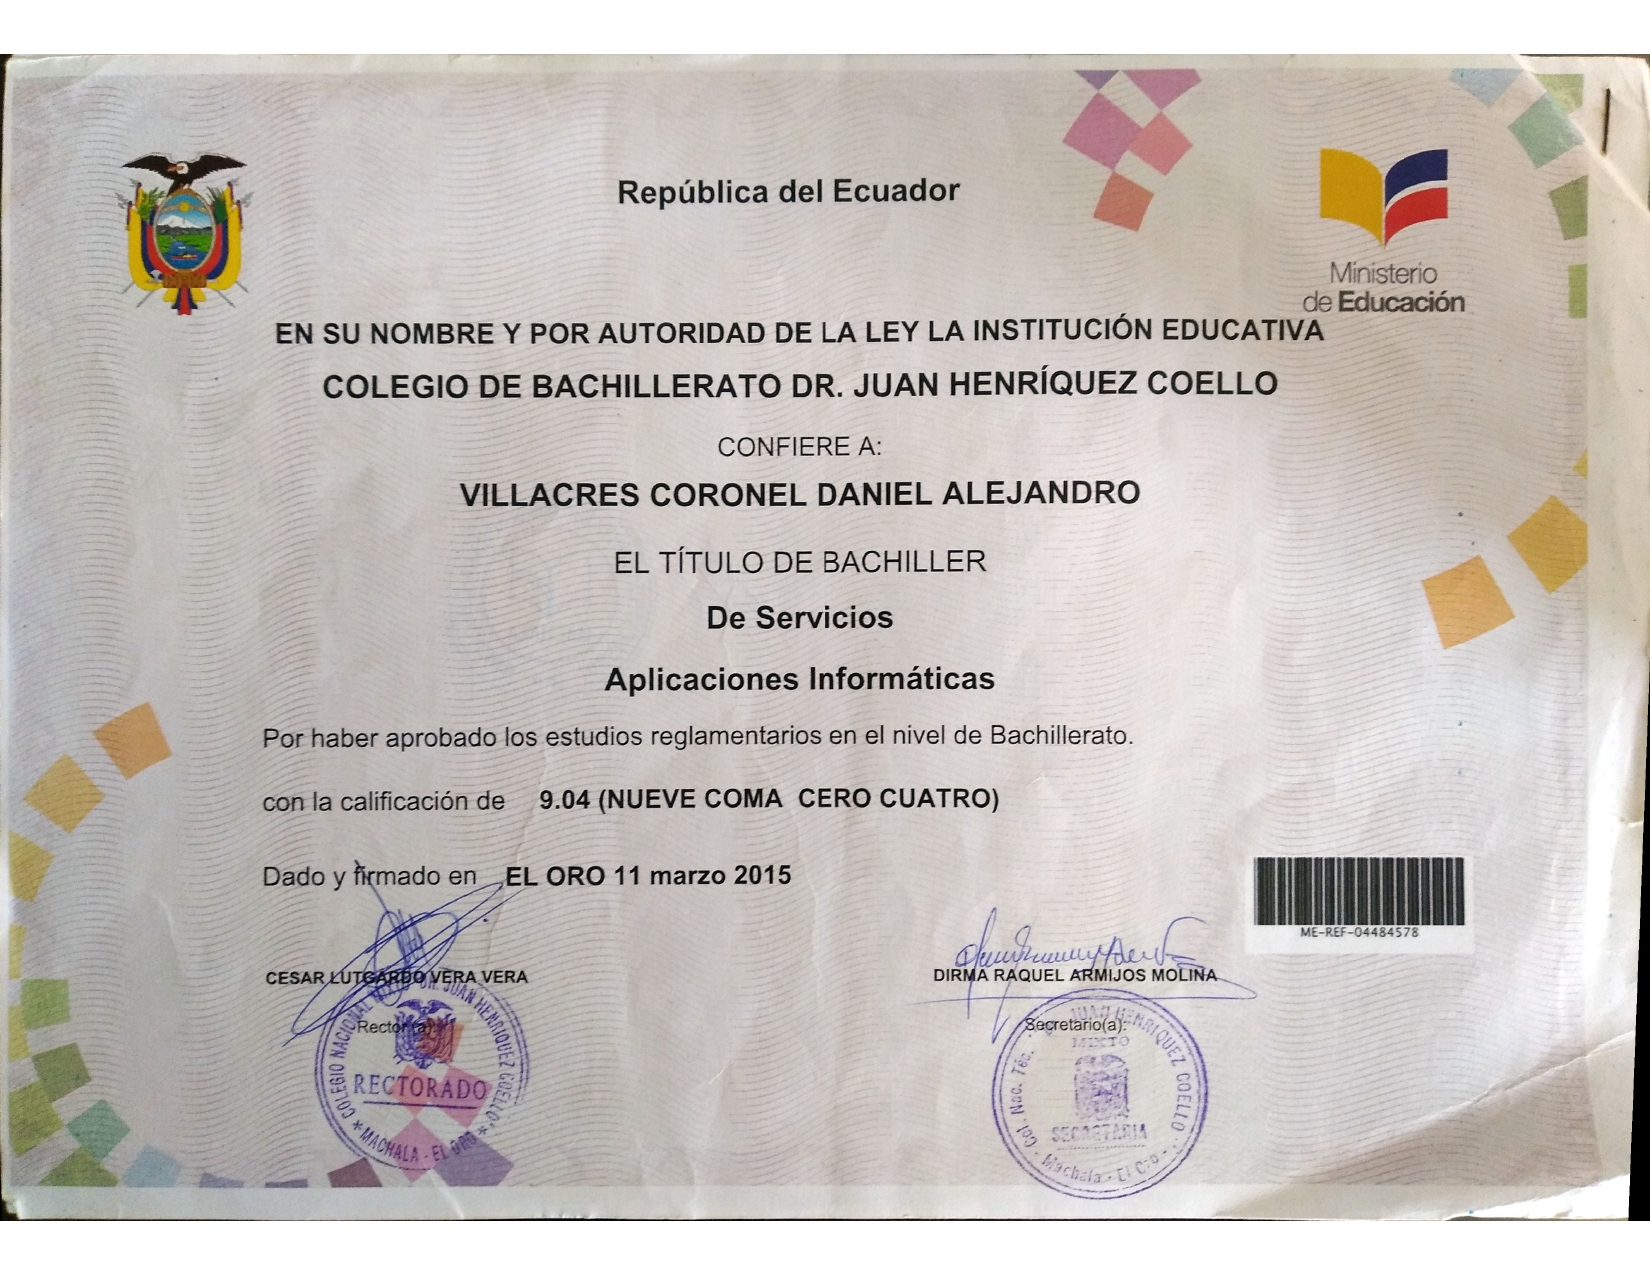 República del Ecuador
Ministerio
de Educación
EN SU NOMBRE Y POR AUTORIDAD DE LA LEY LA INSTITUCIÓN EDUCATIVA
COLEGIO DE BACHILLERATO DR. JUAN HENRÍQUEZ COELLO
CONFIERE A:
VILLACRES CORONEL DANIEL ALEJANDRO
EL TÍTULO DE BACHILLER
De Servicios
Aplicaciones Informáticas
Por haber aprobado los estudios reglamentarios en el nivel de Bachillerato.
con la calificación de 9.04 (NUEVE COMA CERO CUATRO)
Dado y firmado en EL ORO 11 marzo 2015
ME-REF-04484578
CESAR LUTGARDO VERA VERA
Rector(a):
COLEGIO NACIONAL MIXTO DR. JUAN HENRIQUEZ COELLO
RECTORADO
* MACHALA - EL ORO *
DIRMA RAQUEL ARMIJOS MOLINA
Secretario(a):
Col. Nac. Téc. JUAN HENRIQUEZ COELLO
MIXTO
SECRETARIA
- Machala - El Oro -